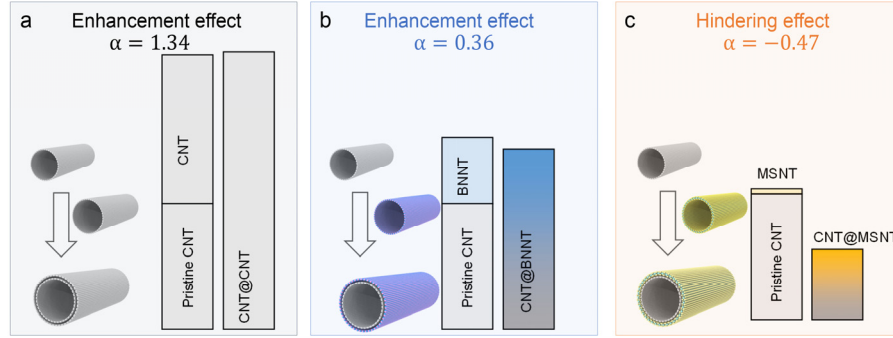 a
Enhancement effect
α = 1.34
CNT
Pristine CNT
CNT@CNT
b
Enhancement effect
α = 0.36
BNNT
Pristine CNT
CNT@BNNT
c
Hindering effect
α = −0.47
MSNT
Pristine CNT
CNT@MSNT